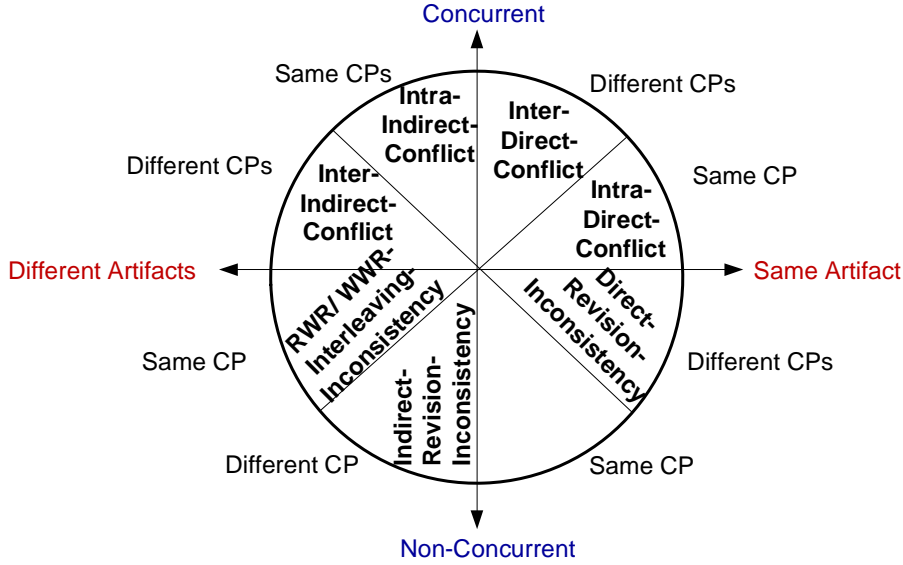 Concurrent
Same CPs
Different CPs
Intra-
Indirect-
Conflict
Inter-
Direct-
Conflict
Different CPs
Same CP
Inter-
Indirect-
Conflict
Intra-
Direct-
Conflict
Different Artifacts
Same Artifact
RWR/ WWR-
Interleaving-
Inconsistency
Direct-
Revision-
Inconsistency
Same CP
Different CPs
Indirect-
Revision-
Inconsistency
Different CP
Same CP
Non-Concurrent